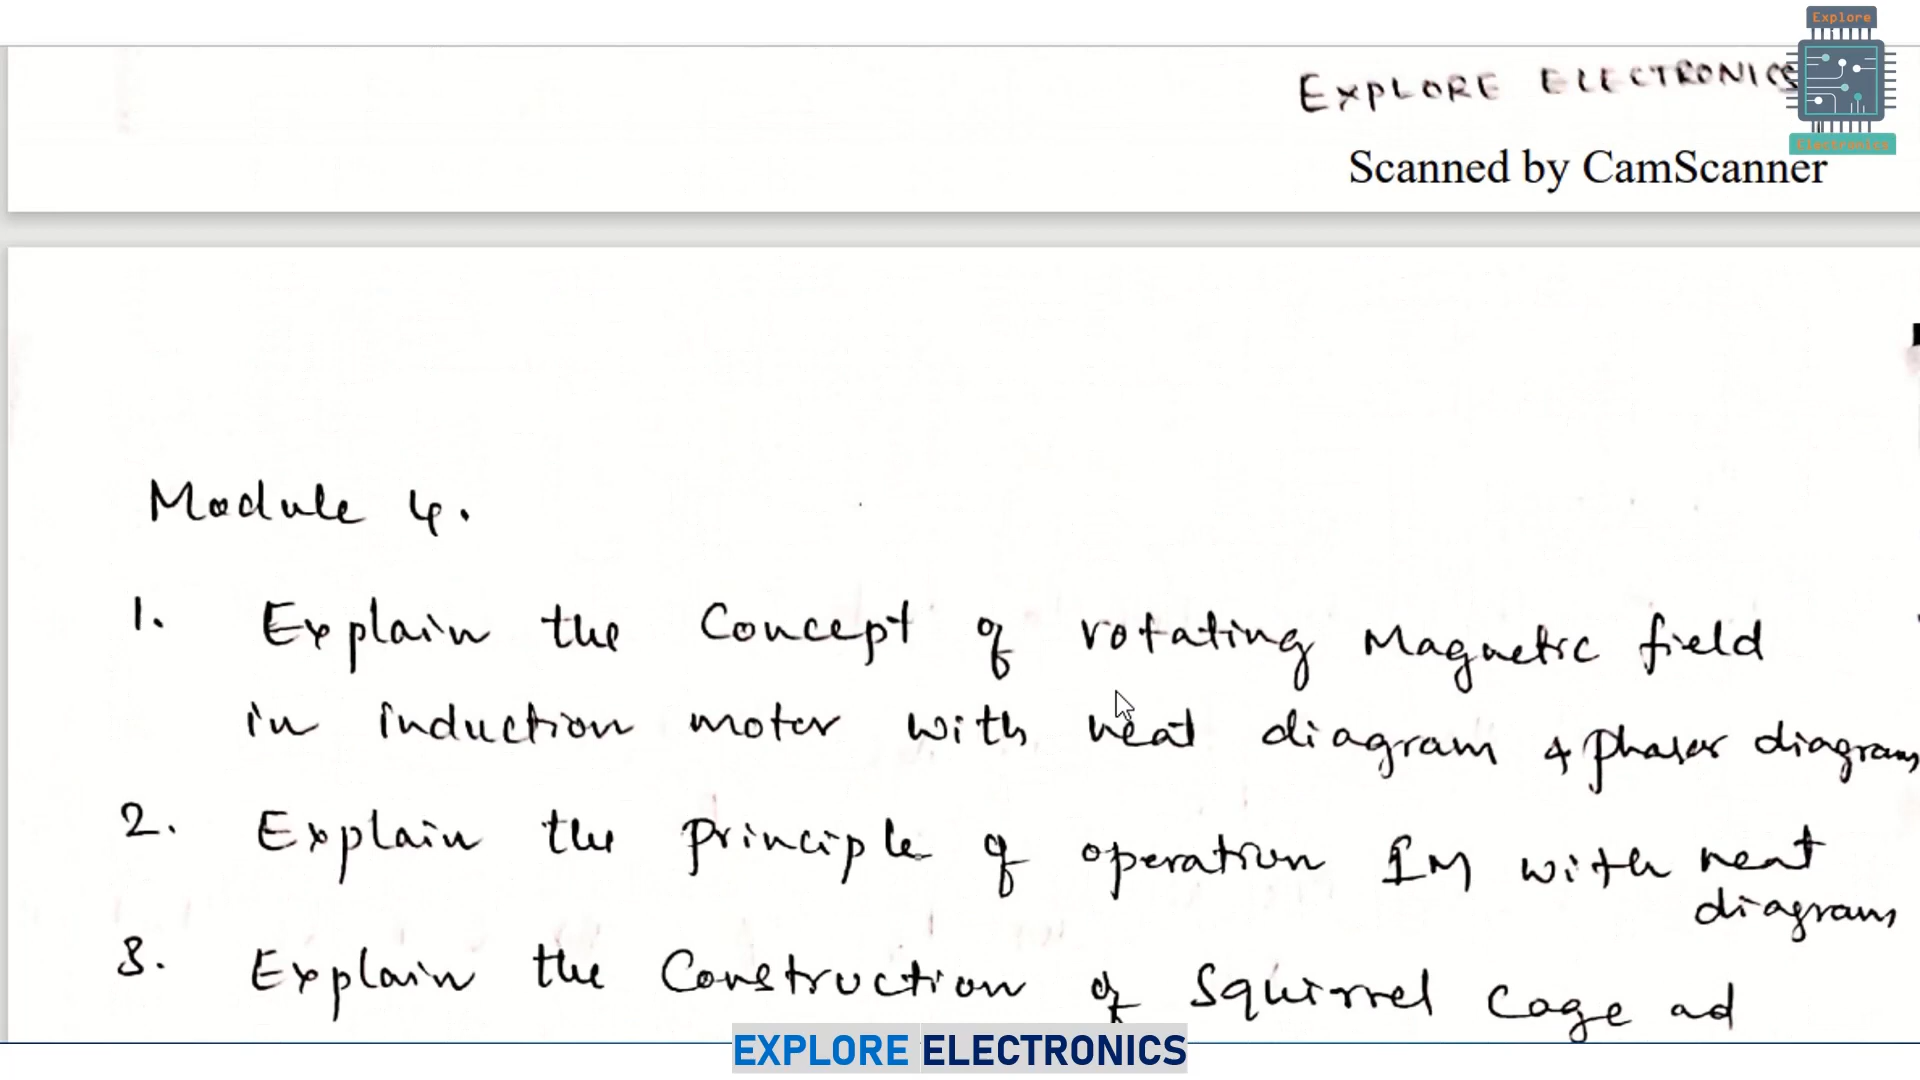 Explore
EXPLORE ELECTRONICS
Electronics
Scanned by CamScanner
Module 4.
1. Explain the Concept of rotating Magnetic field
in induction motor with neat diagram & phasor diagram
2. Explain the principle of operation IM with neat
diagram
3. Explain the Construction of Squirrel Cage ad
EXPLORE ELECTRONICS